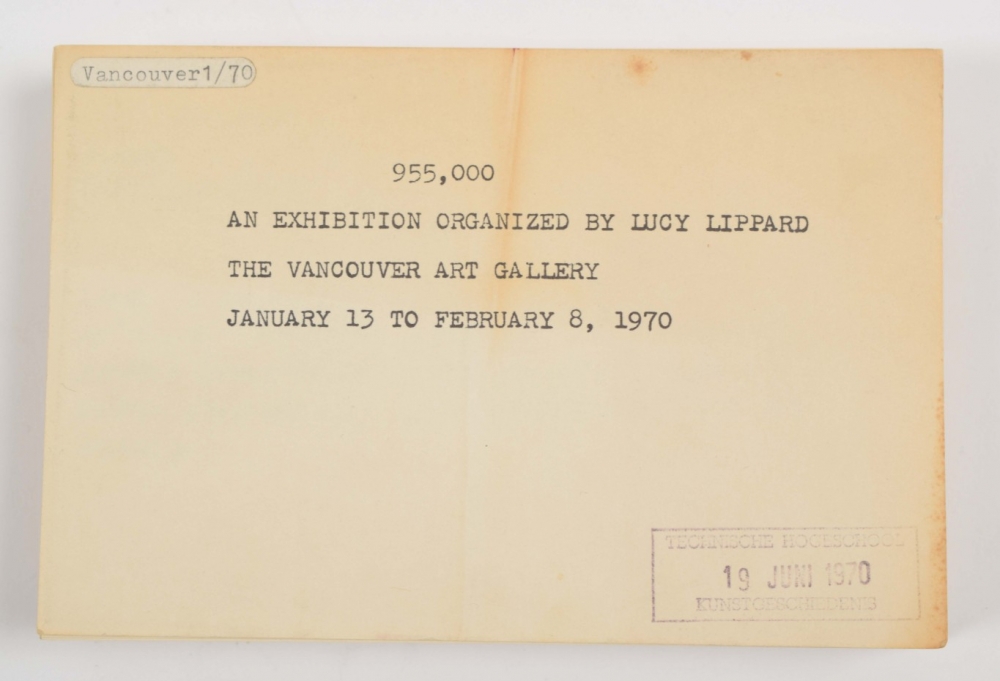 Vancouver1/70
955,000
AN EXHIBITION ORGANIZED BY LUCY LIPPARD
THE VANCOUVER ART GALLERY
JANUARY 13 TO FEBRUARY 8, 1970
TECHNISCHE HOGESCHOOL
19 JUNI 1970
KUNSTGESCHIEDENIS